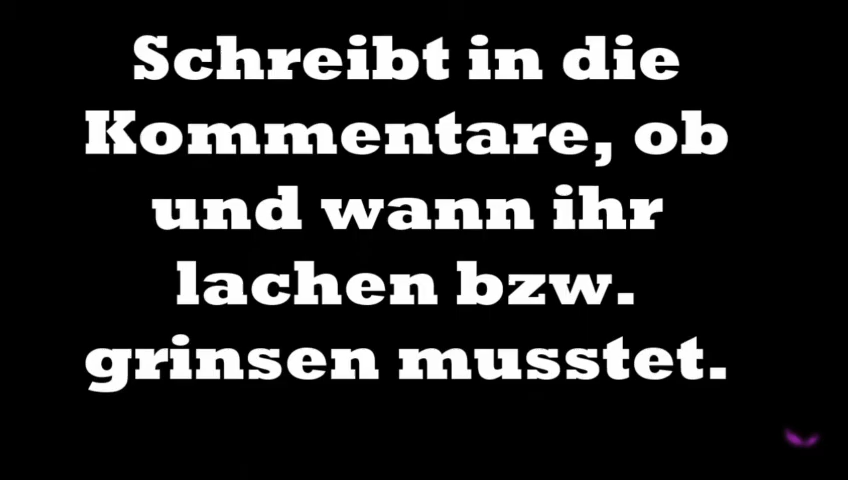 Schreibt in die
Kommentare, ob
und wann ihr
lachen bzw.
grinsen musstet.